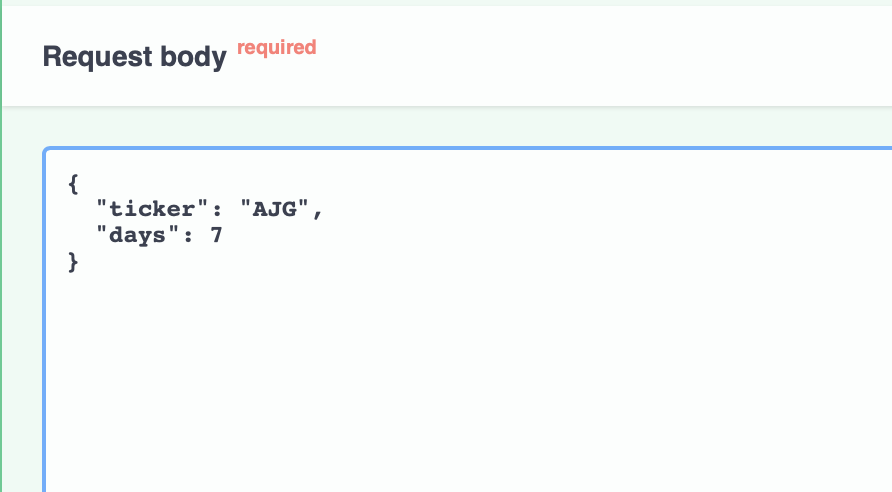 Request body required
{
  "ticker": "AJG",
  "days": 7
}